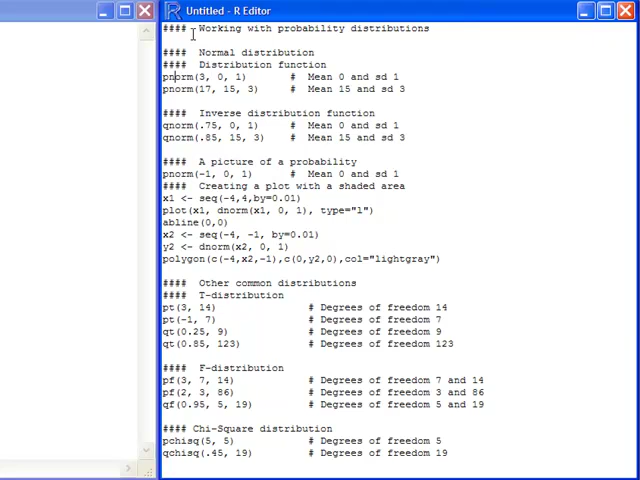 Untitled - R Editor
#### Working with probability distributions
#### Normal distribution
#### Distribution function
pnorm(3, 0, 1) # Mean 0 and sd 1
pnorm(17, 15, 3) # Mean 15 and sd 3
#### Inverse distribution function
qnorm(.75, 0, 1) # Mean 0 and sd 1
qnorm(.85, 15, 3) # Mean 15 and sd 3
#### A picture of a probability
pnorm(-1, 0, 1) # Mean 0 and sd 1
#### Creating a plot with a shaded area
x1 <- seq(-4,4,by=0.01)
plot(x1, dnorm(x1, 0, 1), type="l")
abline(0,0)
x2 <- seq(-4, -1, by=0.01)
y2 <- dnorm(x2, 0, 1)
polygon(c(-4,x2,-1),c(0,y2,0),col="lightgray")
#### Other common distributions
#### T-distribution
pt(3, 14) # Degrees of freedom 14
pt(-1, 7) # Degrees of freedom 7
qt(0.25, 9) # Degrees of freedom 9
qt(0.85, 123) # Degrees of freedom 123
#### F-distribution
pf(3, 7, 14) # Degrees of freedom 7 and 14
pf(2, 3, 86) # Degrees of freedom 3 and 86
qf(0.95, 5, 19) # Degrees of freedom 5 and 19
#### Chi-Square distribution
pchisq(5, 5) # Degrees of freedom 5
qchisq(.45, 19) # Degrees of freedom 19